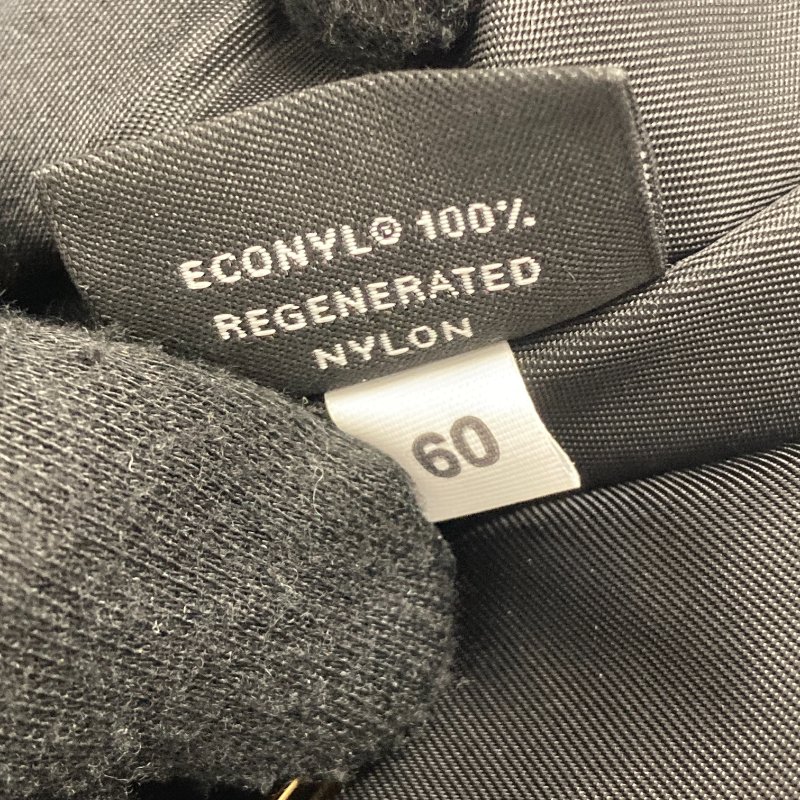 ECONYL® 100%
REGENERATED
NYLON
60